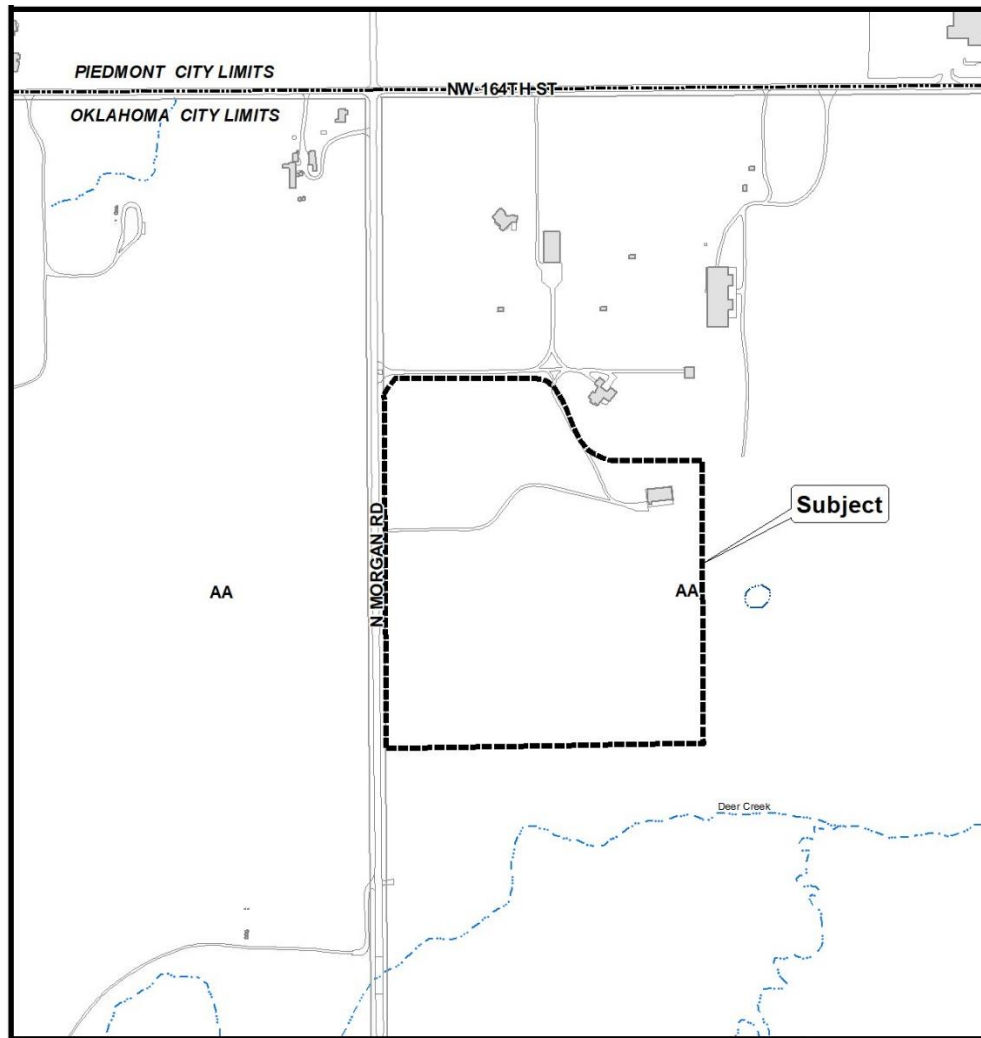 PIEDMONT CITY LIMITS
NW 164TH ST
OKLAHOMA CITY LIMITS
Subject
N MORGAN RD
AA
AA
Deer Creek